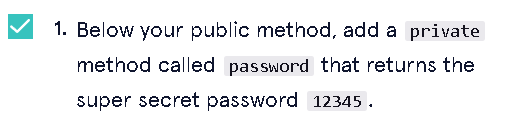 1. Below your public method, add a private
method called password that returns the
super secret password 12345.